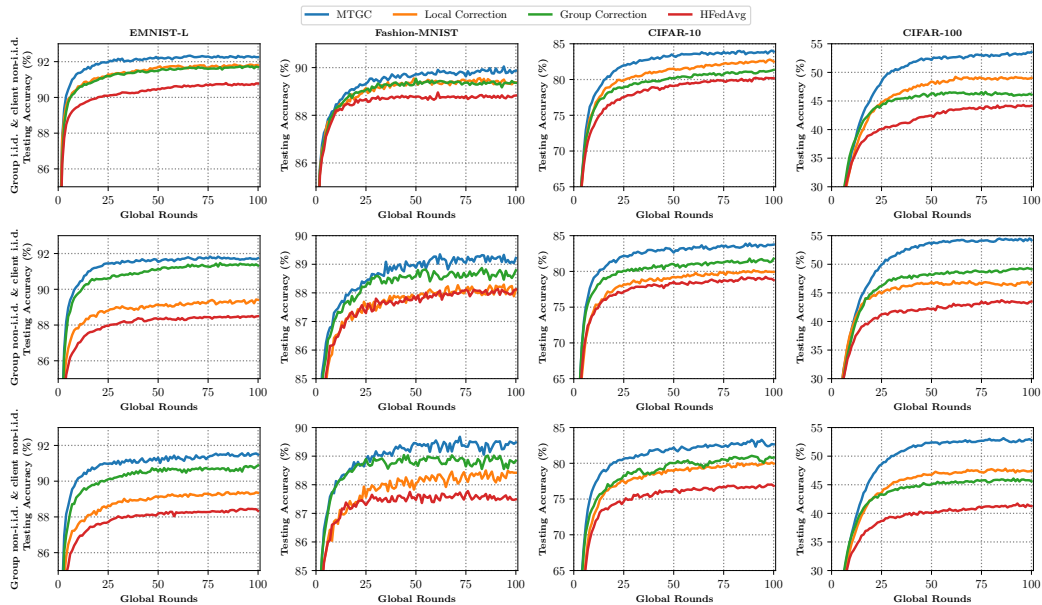 MTGC Local Correction Group Correction HFedAvg
EMNIST-L Fashion-MNIST CIFAR-10 CIFAR-100
Group i.i.d. & client non-i.i.d.
Testing Accuracy (%)
92
90
88
86
0 25 50 75 100
Global Rounds
Testing Accuracy (%)
90
88
86
0 25 50 75 100
Global Rounds
Testing Accuracy (%)
85
80
75
70
65
0 25 50 75 100
Global Rounds
Testing Accuracy (%)
55
50
45
40
35
30
0 25 50 75 100
Global Rounds
Group non-i.i.d. & client i.i.d.
Testing Accuracy (%)
92
90
88
86
0 25 50 75 100
Global Rounds
Testing Accuracy (%)
90
89
88
87
86
85
0 25 50 75 100
Global Rounds
Testing Accuracy (%)
85
80
75
70
65
0 25 50 75 100
Global Rounds
Testing Accuracy (%)
55
50
45
40
35
30
0 25 50 75 100
Global Rounds
Group non-i.i.d. & client non-i.i.d.
Testing Accuracy (%)
92
90
88
86
0 25 50 75 100
Global Rounds
Testing Accuracy (%)
90
89
88
87
86
85
0 25 50 75 100
Global Rounds
Testing Accuracy (%)
85
80
75
70
65
0 25 50 75 100
Global Rounds
Testing Accuracy (%)
55
50
45
40
35
30
0 25 50 75 100
Global Rounds